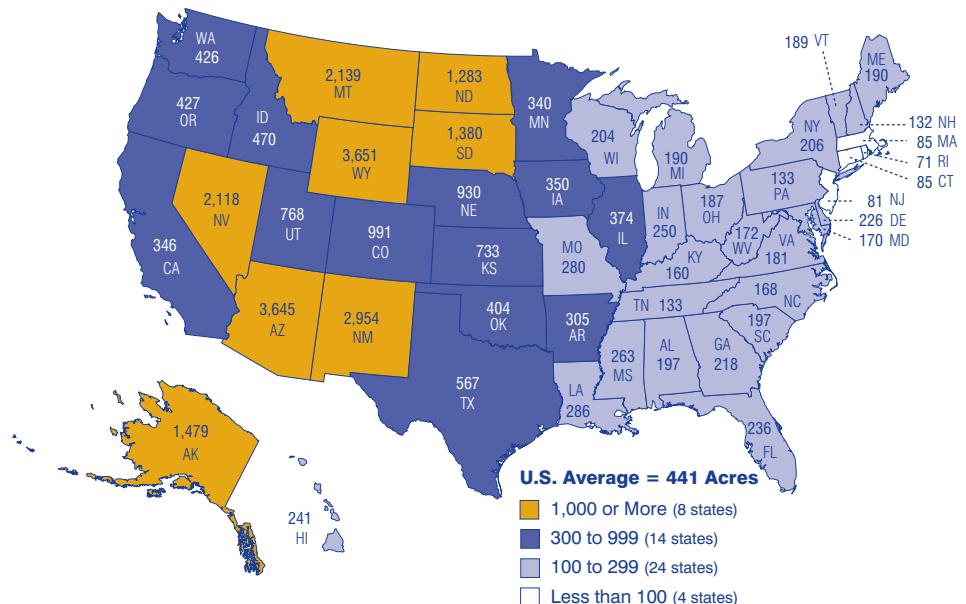 WA
426
427
OR
ID
470
2,139
MT
1,283
ND
1,380
SD
3,651
WY
340
MN
204
WI
190
MI
189 VT
ME
190
NY
206
132 NH
85 MA
71 RI
85 CT
81 NJ
226 DE
170 MD
133
PA
187
OH
IN
250
374
IL
350
IA
930
NE
2,118
NV
768
UT
991
CO
733
KS
MO
280
KY
160
172
WV
VA
181
346
CA
3,645
AZ
2,954
NM
404
OK
305
AR
TN 133
168
NC
197
SC
567
TX
LA
286
263
MS
AL
197
GA
218
236
FL
1,479
AK
241
HI
U.S. Average = 441 Acres
1,000 or More (8 states)
300 to 999 (14 states)
100 to 299 (24 states)
Less than 100 (4 states)